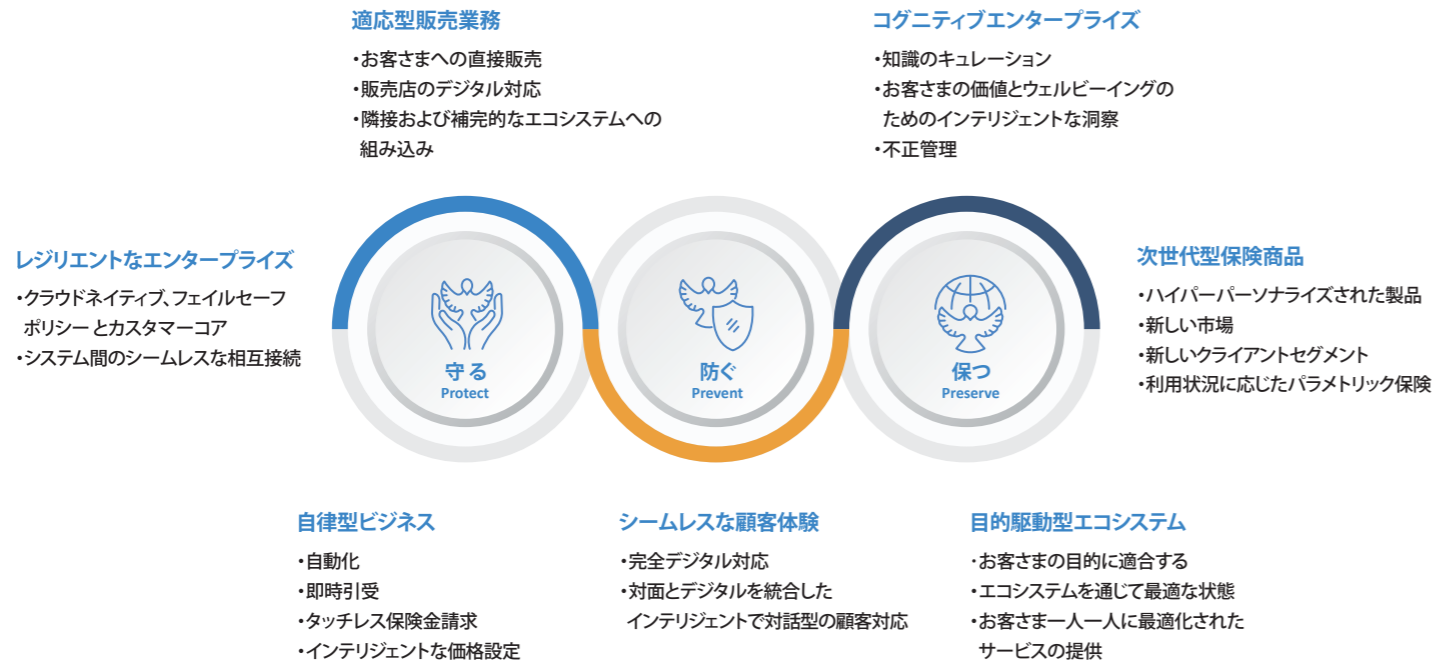 適応型販売業務
・お客さまへの直接販売
・販売店のデジタル対応
・隣接および補完的なエコシステムへの
組み込み
コグニティブエンタープライズ
・知識のキュレーション
・お客さまの価値とウェルビーイングの
ためのインテリジェントな洞察
・不正管理
レジリエントなエンタープライズ
・クラウドネイティブ、フェイルセーフ
ポリシーとカスタマーコア
・システム間のシームレスな相互接続
守る
Protect
防ぐ
Prevent
保つ
Preserve
次世代型保険商品
・ハイパーパーソナライズされた製品
・新しい市場
・新しいクライアントセグメント
・利用状況に応じたパラメトリック保険
自律型ビジネス
・自動化
・即時引受
・タッチレス保険金請求
・インテリジェントな価格設定
シームレスな顧客体験
・完全デジタル対応
・対面とデジタルを統合した
インテリジェントで対話型の顧客対応
目的駆動型エコシステム
・お客さまの目的に適合する
・エコシステムを通じて最適な状態
・お客さま一人一人に最適化された
サービスの提供